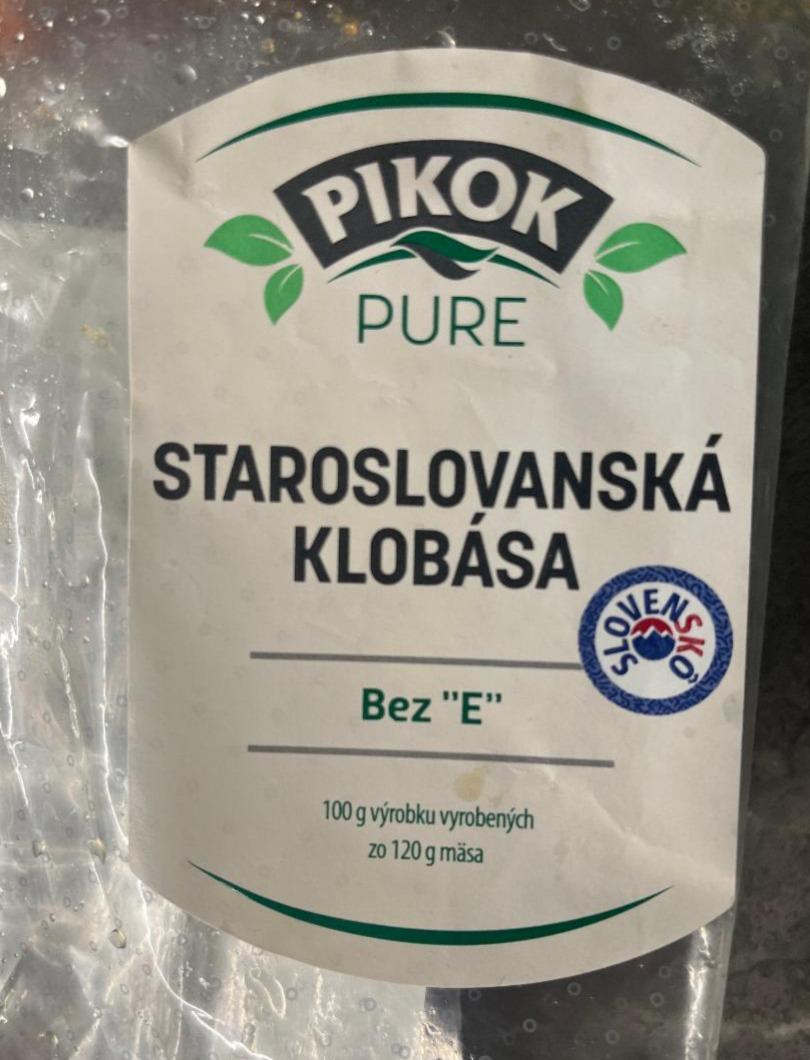 PIKOK
PURE
STAROSLOVANSKÁ
KLOBÁSA
SLOVENSKO
Bez "E"
100 g výrobku vyrobených
zo 120 g mäsa